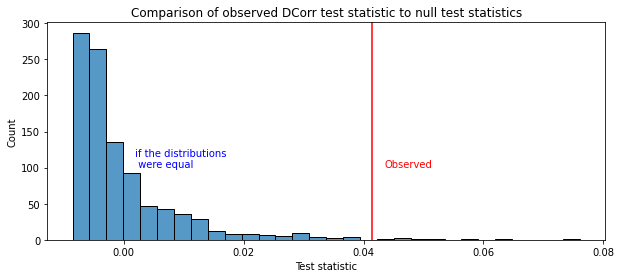 Comparison of observed DCorr test statistic to null test statistics
Count
300
250
200
150
100
50
0
if the distributions
were equal
Observed
0.00
0.02
0.04
0.06
0.08
Test statistic